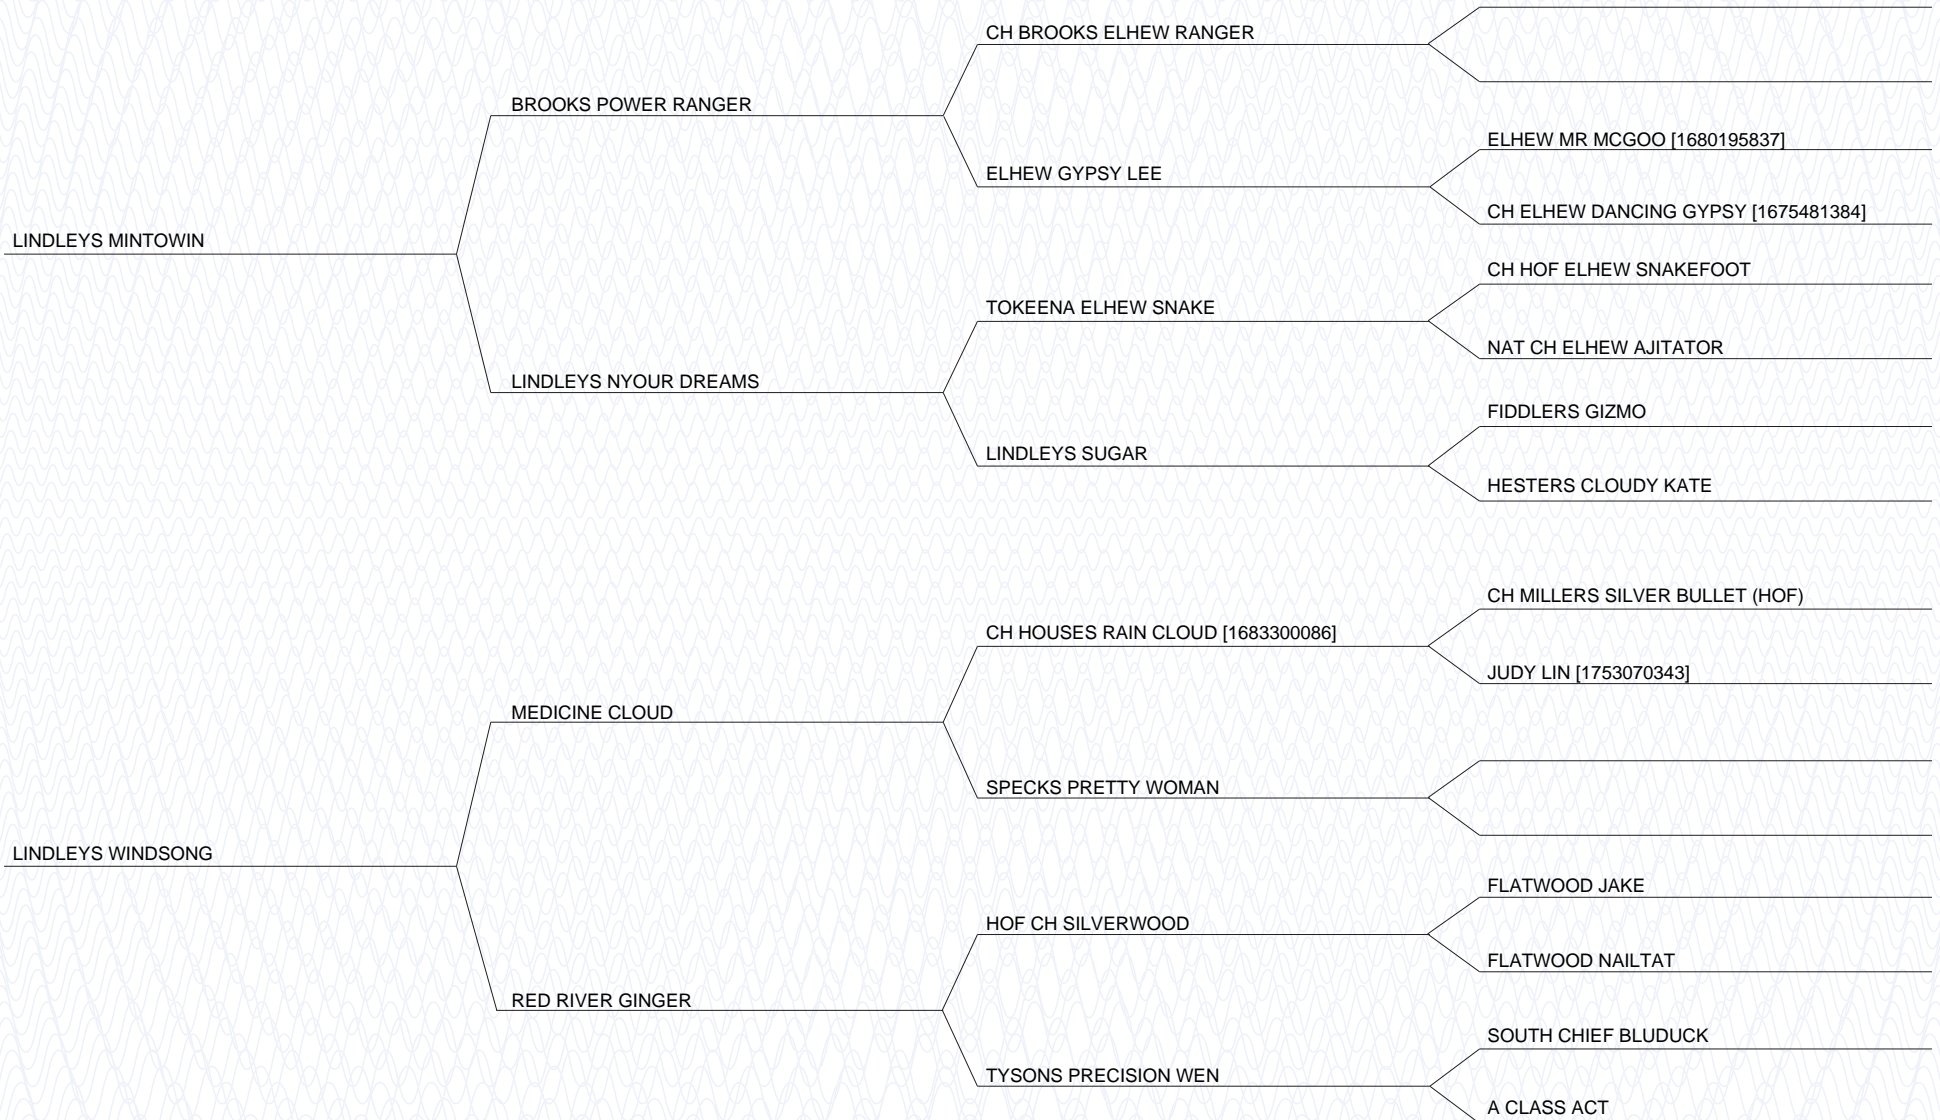 CH BROOKS ELHEW RANGER
BROOKS POWER RANGER
ELHEW MR MCGOO [1680195837]
ELHEW GYPSY LEE
CH ELHEW DANCING GYPSY [1675481384]
LINDLEYS MINTOWIN
CH HOF ELHEW SNAKEFOOT
TOKEENA ELHEW SNAKE
NAT CH ELHEW AJITATOR
LINDLEYS NYOUR DREAMS
FIDDLERS GIZMO
LINDLEYS SUGAR
HESTERS CLOUDY KATE
CH MILLERS SILVER BULLET (HOF)
CH HOUSES RAIN CLOUD [1683300086]
JUDY LIN [1753070343]
MEDICINE CLOUD
SPECKS PRETTY WOMAN
LINDLEYS WINDSONG
FLATWOOD JAKE
HOF CH SILVERWOOD
FLATWOOD NAILTAT
RED RIVER GINGER
SOUTH CHIEF BLUDUCK
TYSONS PRECISION WEN
A CLASS ACT